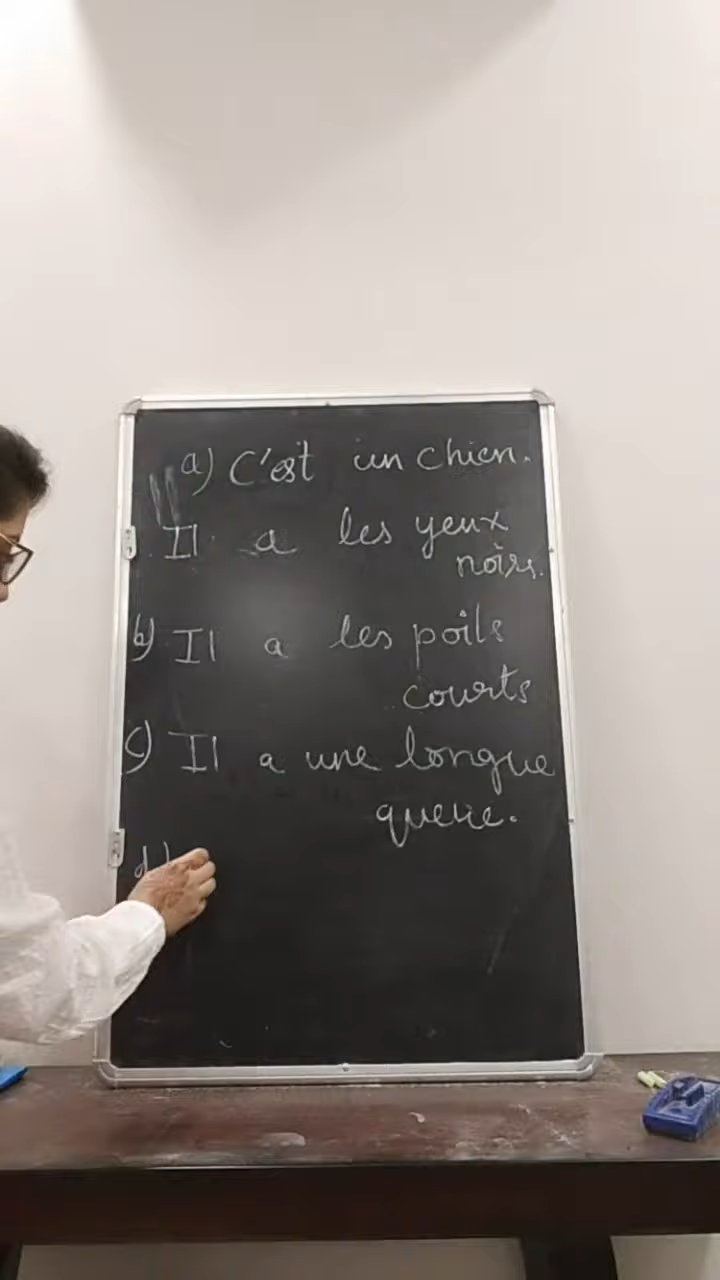 a) C'est un chien.
Il a les yeux
noirs.
b) Il a les poils
courts
c) Il a une longue
queue.
d)